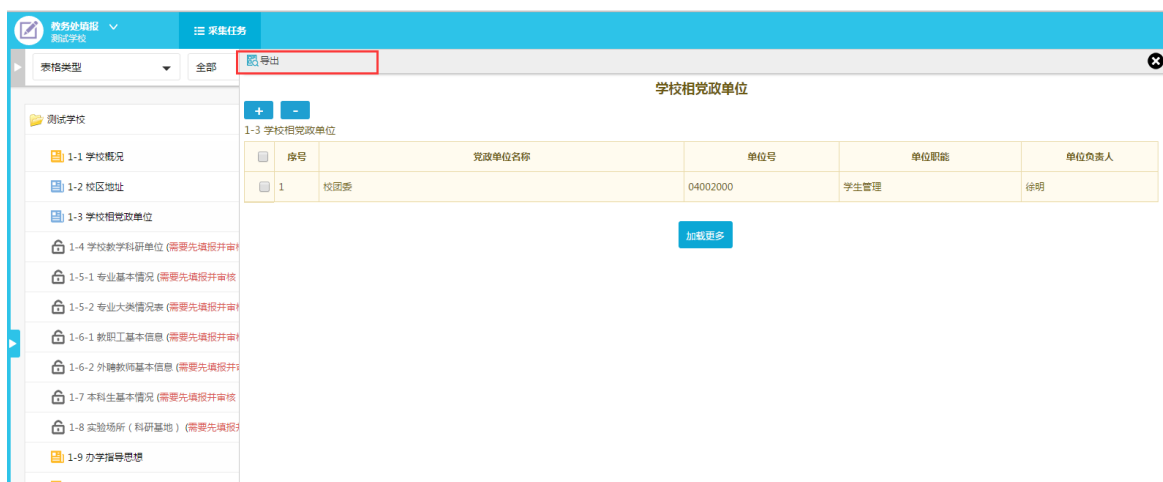 教务处填报
测试学校
采集任务
表格类型 全部
导出
学校相党政单位
+ -
1-3 学校相党政单位
序号 党政单位名称 单位号 单位职能 单位负责人
1 校团委 04002000 学生管理 徐明
加载更多
测试学校
1-1 学校概况
1-2 校区地址
1-3 学校相党政单位
1-4 学校教学科研单位 (需要先填报并审
1-5-1 专业基本情况 (需要先填报并审核
1-5-2 专业大类情况表 (需要先填报并审
1-6-1 教职工基本信息 (需要先填报并审
1-6-2 外聘教师基本信息 (需要先填报并
1-7 本科生基本情况 (需要先填报并审核
1-8 实验场所（科研基地） (需要先填报
1-9 办学指导思想